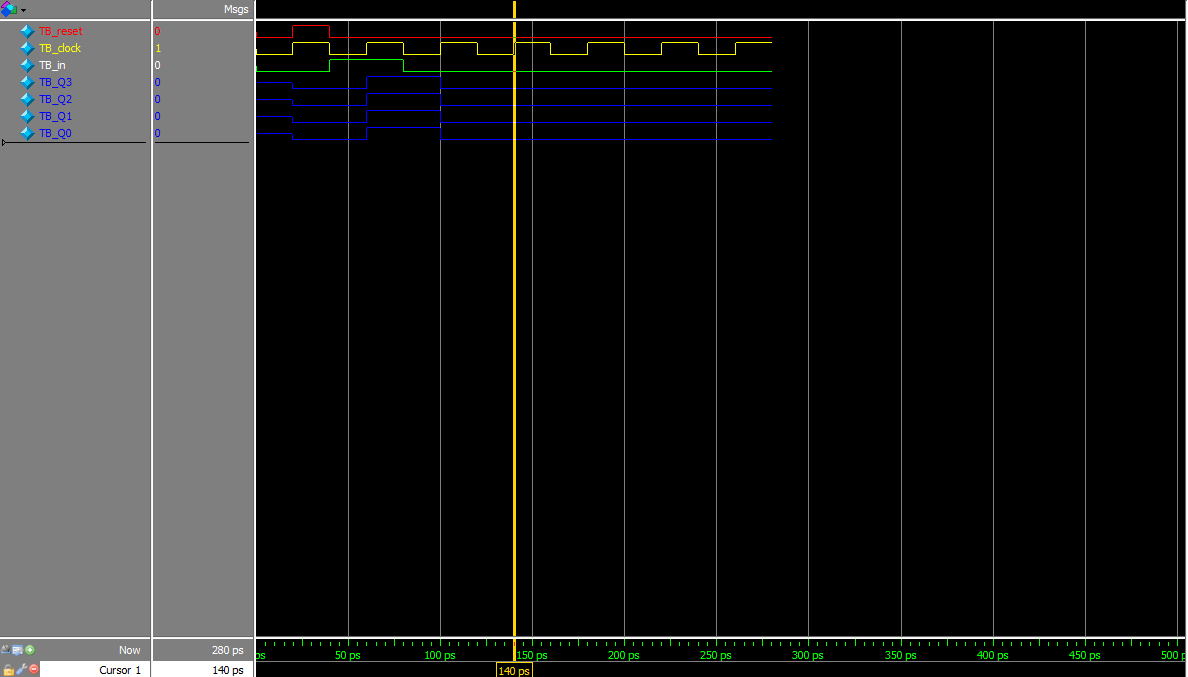 Msgs
TB_reset 0
TB_clock 1
TB_in 0
TB_Q3 0
TB_Q2 0
TB_Q1 0
TB_Q0 0
Now 280 ps
ps 50 ps 100 ps 150 ps 200 ps 250 ps 300 ps 350 ps 400 ps 450 ps 500 p
Cursor 1 140 ps
140 ps